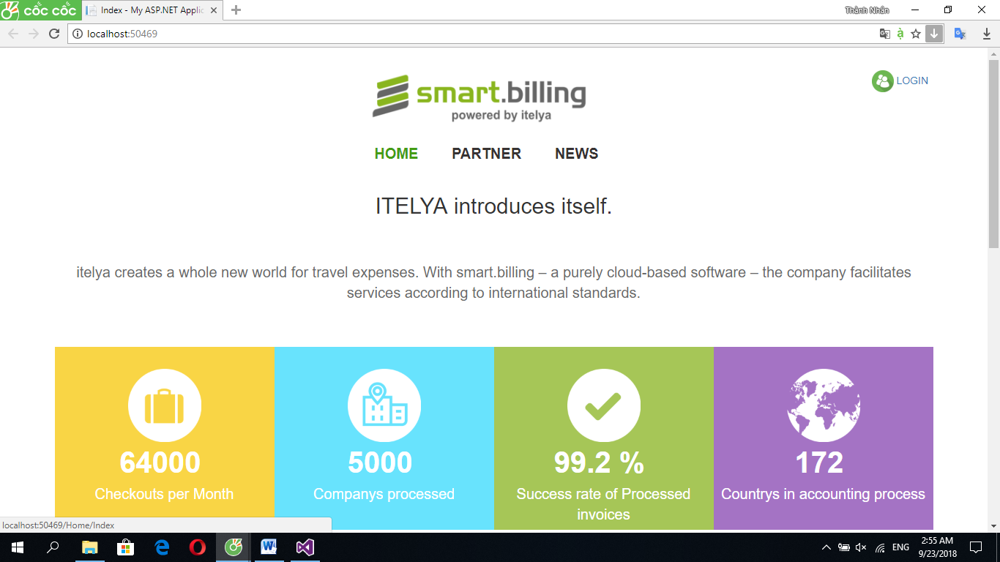 cốc cốc
Index - My ASP.NET Applic
Thành Nhân
localhost:50469
smart.billing
powered by itelya
LOGIN
HOME
PARTNER
NEWS
ITELYA introduces itself.
itelya creates a whole new world for travel expenses. With smart.billing – a purely cloud-based software – the company facilitates
services according to international standards.
64000
Checkouts per Month
5000
Companys processed
99.2 %
Success rate of Processed
invoices
172
Countrys in accounting process
localhost:50469/Home/Index
ENG
2:55 AM
9/23/2018